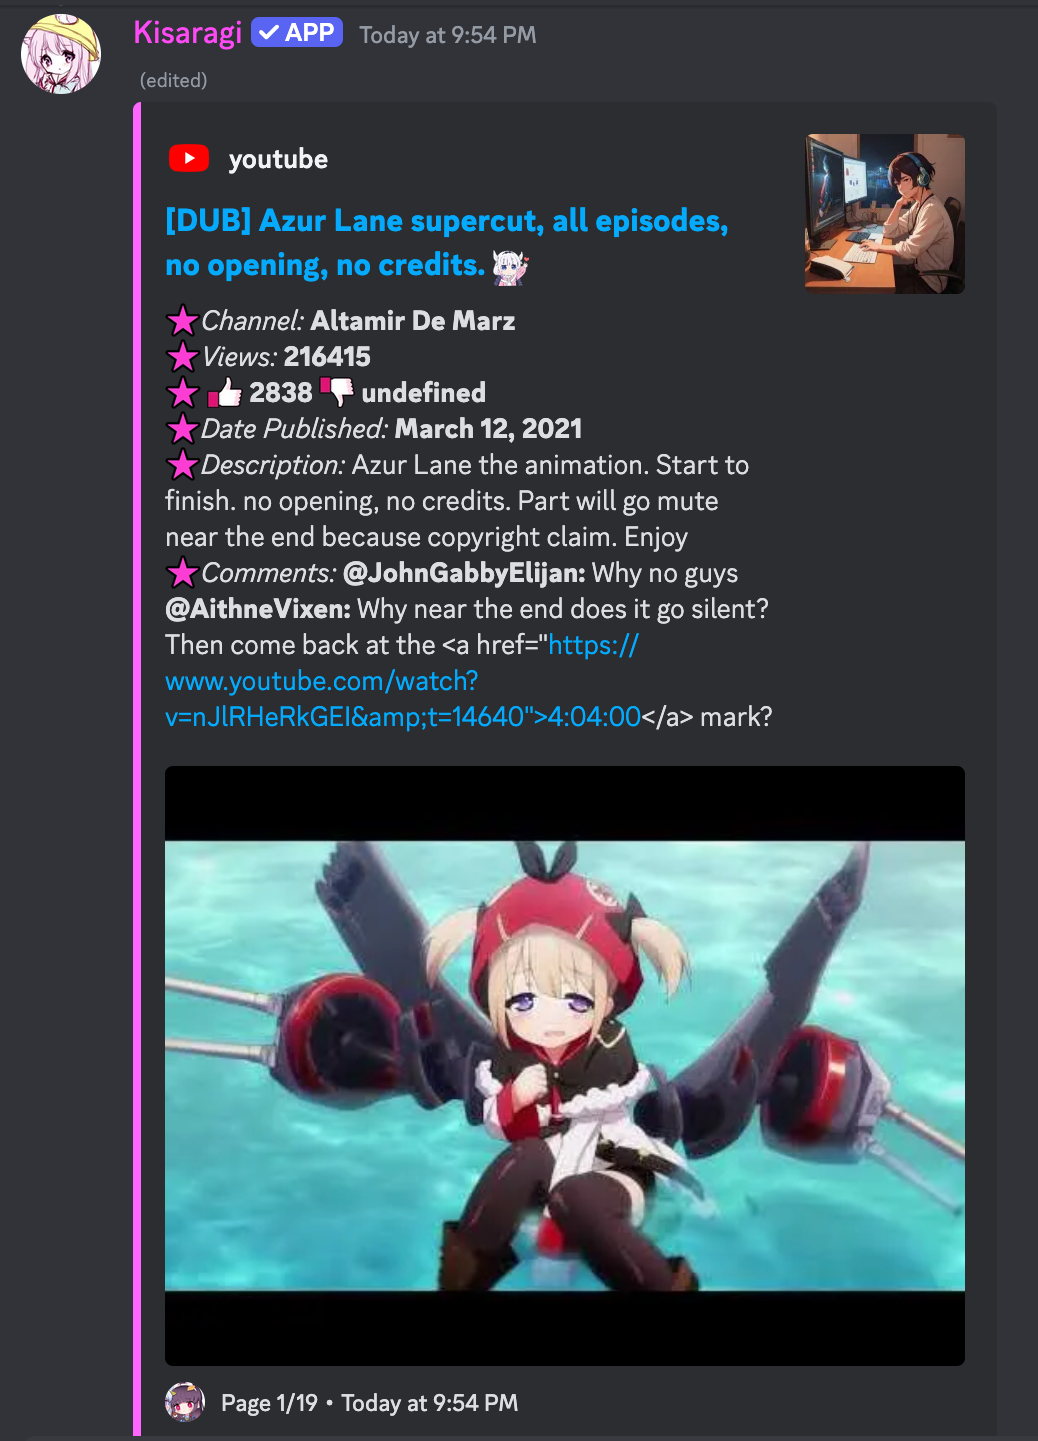 Kisaragi APP Today at 9:54 PM
(edited)
youtube
[DUB] Azur Lane supercut, all episodes,
no opening, no credits.
Channel: Altamir De Marz
Views: 216415
2838 undefined
Date Published: March 12, 2021
Description: Azur Lane the animation. Start to
finish. no opening, no credits. Part will go mute
near the end because copyright claim. Enjoy
Comments: @JohnGabbyElijan: Why no guys
@AithneVixen: Why near the end does it go silent?
Then come back at the <a href="https://
www.youtube.com/watch?
v=nJlRHeRkGEI&amp;t=14640">4:04:00</a> mark?
Page 1/19 • Today at 9:54 PM